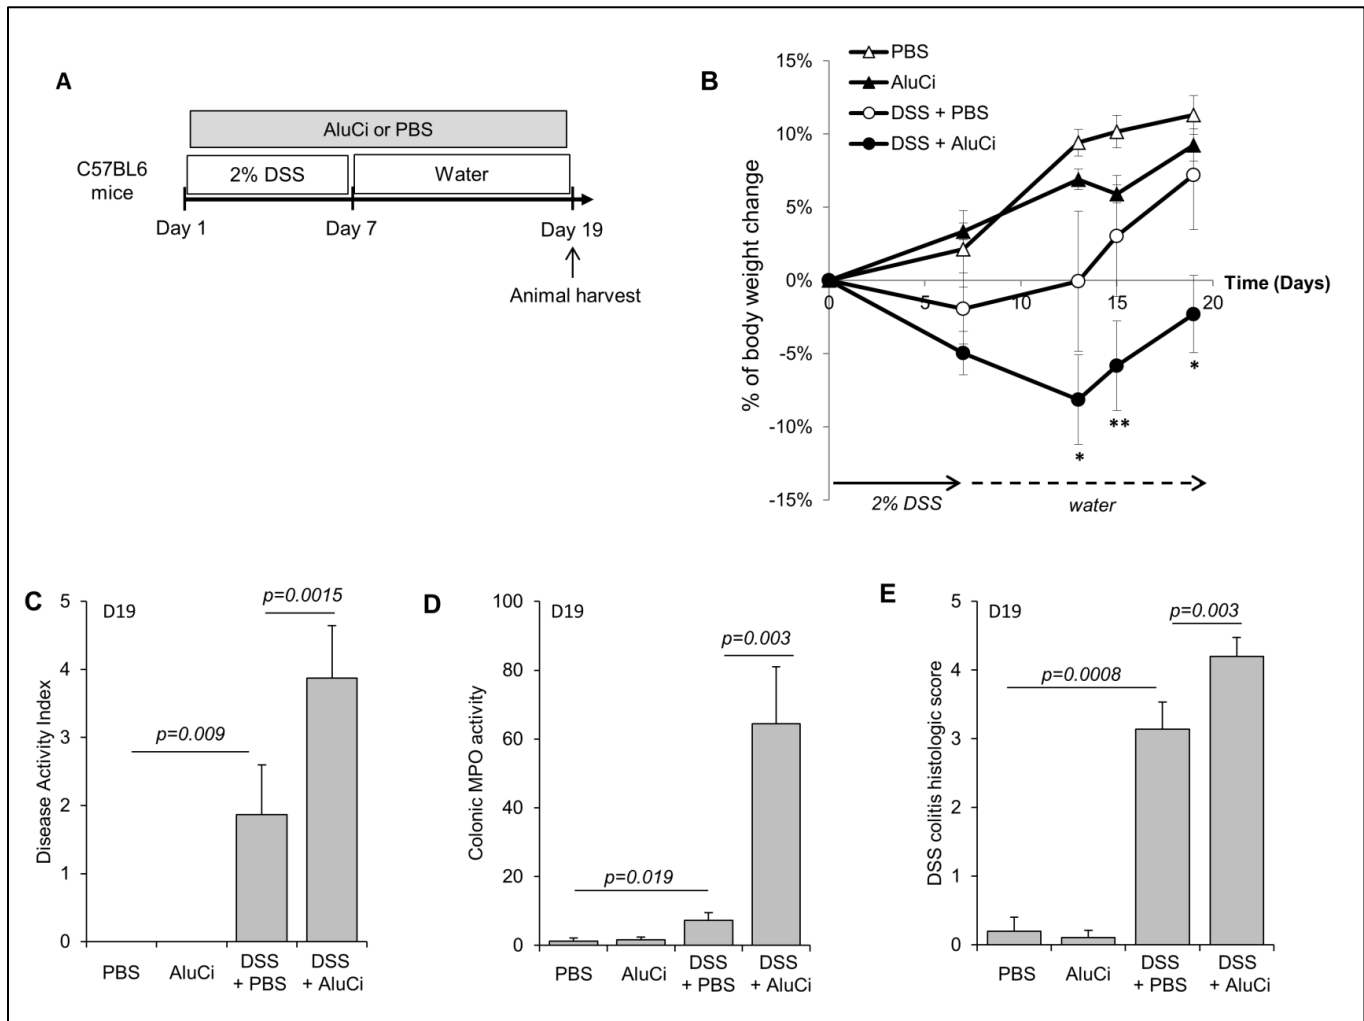 A
AluCi or PBS
C57BL6
mice
2% DSS
Water
Day 1
Day 7
Day 19
Animal harvest
B
PBS
AluCi
DSS + PBS
DSS + AluCi
% of body weight change
15%
10%
5%
0%
-5%
-10%
-15%
0
5
10
15
20
Time (Days)
*
**
*
2% DSS
water
C
D19
Disease Activity Index
5
4
3
2
1
0
p=0.0015
p=0.009
PBS
AluCi
DSS
+ PBS
DSS
+ AluCi
D
D19
Colonic MPO activity
100
80
60
40
20
0
p=0.003
p=0.019
PBS
AluCi
DSS
+ PBS
DSS
+ AluCi
E
D19
DSS colitis histologic score
5
4
3
2
1
0
p=0.003
p=0.0008
PBS
AluCi
DSS
+ PBS
DSS
+ AluCi